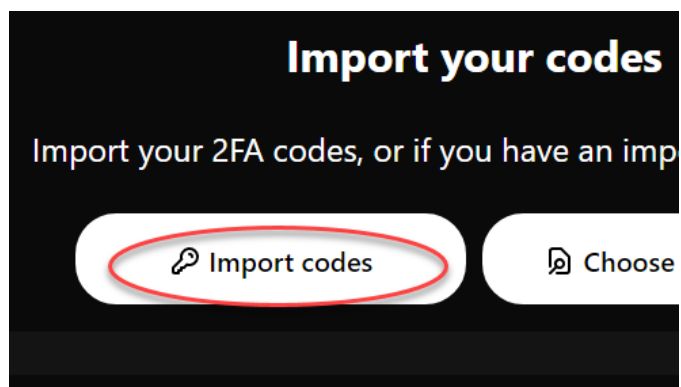 Import your codes
Import your 2FA codes, or if you have an imp
Import codes
Choose